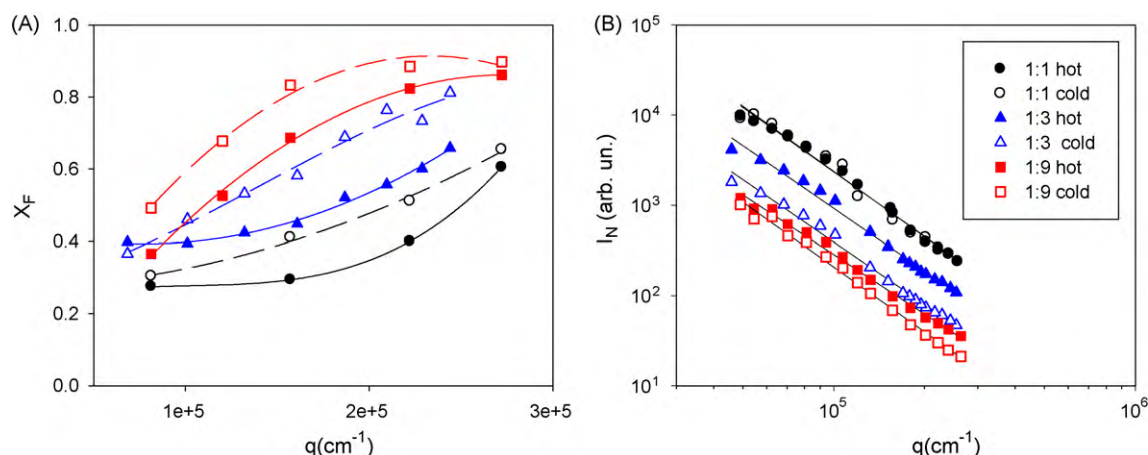 (A)
1.0
0.8
0.6
0.4
0.2
0.0
X_F
1e+5
2e+5
3e+5
q(cm⁻¹)
(B)
10⁵
10⁴
10³
10²
10¹
I_N (arb. un.)
10⁵
10⁶
q(cm⁻¹)
1:1 hot
1:1 cold
1:3 hot
1:3 cold
1:9 hot
1:9 cold